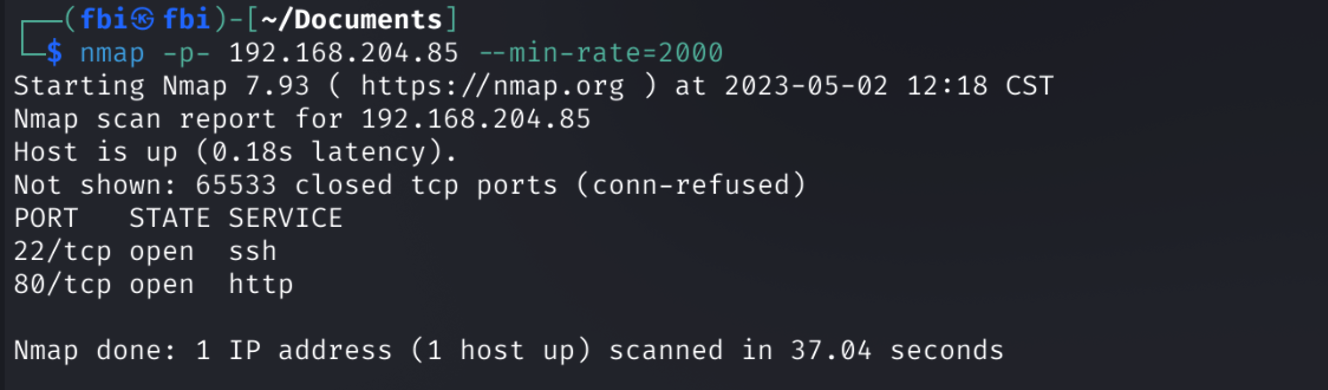 ┌──(fbi㉿fbi)-[~/Documents]
└─$ nmap -p- 192.168.204.85 --min-rate=2000
Starting Nmap 7.93 ( https://nmap.org ) at 2023-05-02 12:18 CST
Nmap scan report for 192.168.204.85
Host is up (0.18s latency).
Not shown: 65533 closed tcp ports (conn-refused)
PORT   STATE SERVICE
22/tcp open  ssh
80/tcp open  http
Nmap done: 1 IP address (1 host up) scanned in 37.04 seconds